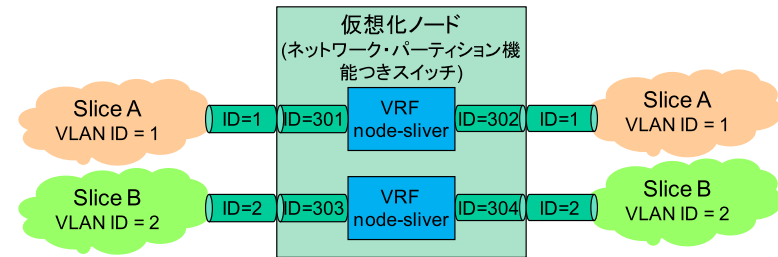 仮想化ノード
(ネットワーク・パーティション機
能つきスイッチ)
Slice A
VLAN ID = 1
ID=1
ID=301
VRF
node-sliver
ID=302
ID=1
Slice A
VLAN ID = 1
Slice B
VLAN ID = 2
ID=2
ID=303
VRF
node-sliver
ID=304
ID=2
Slice B
VLAN ID = 2